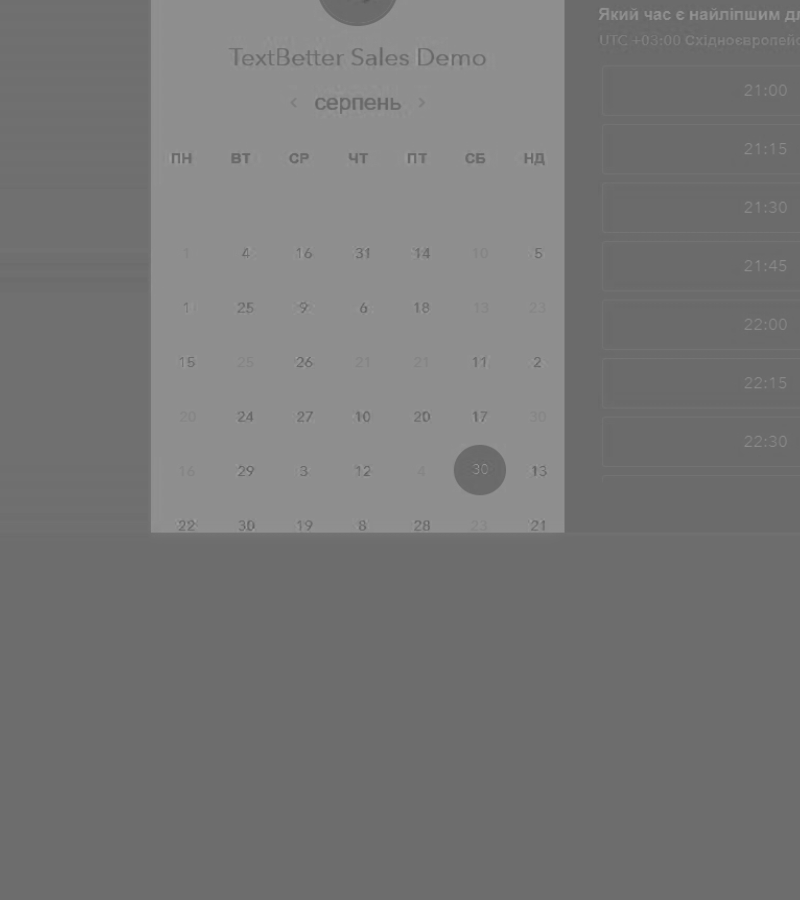 TextBetter Sales Demo
‹ серпень ›
ПН ВТ СР ЧТ ПТ СБ НД
1 4 16 31 14 10 5
1 25 9 6 18 13 23
15 25 26 21 21 11 2
20 24 27 10 20 17 30
16 29 3 12 4 30 13
22 30 19 8 28 23 21
Який час є найліпшим
UTC +03:00
21:00
21:15
21:30
21:45
22:00
22:15
22:30